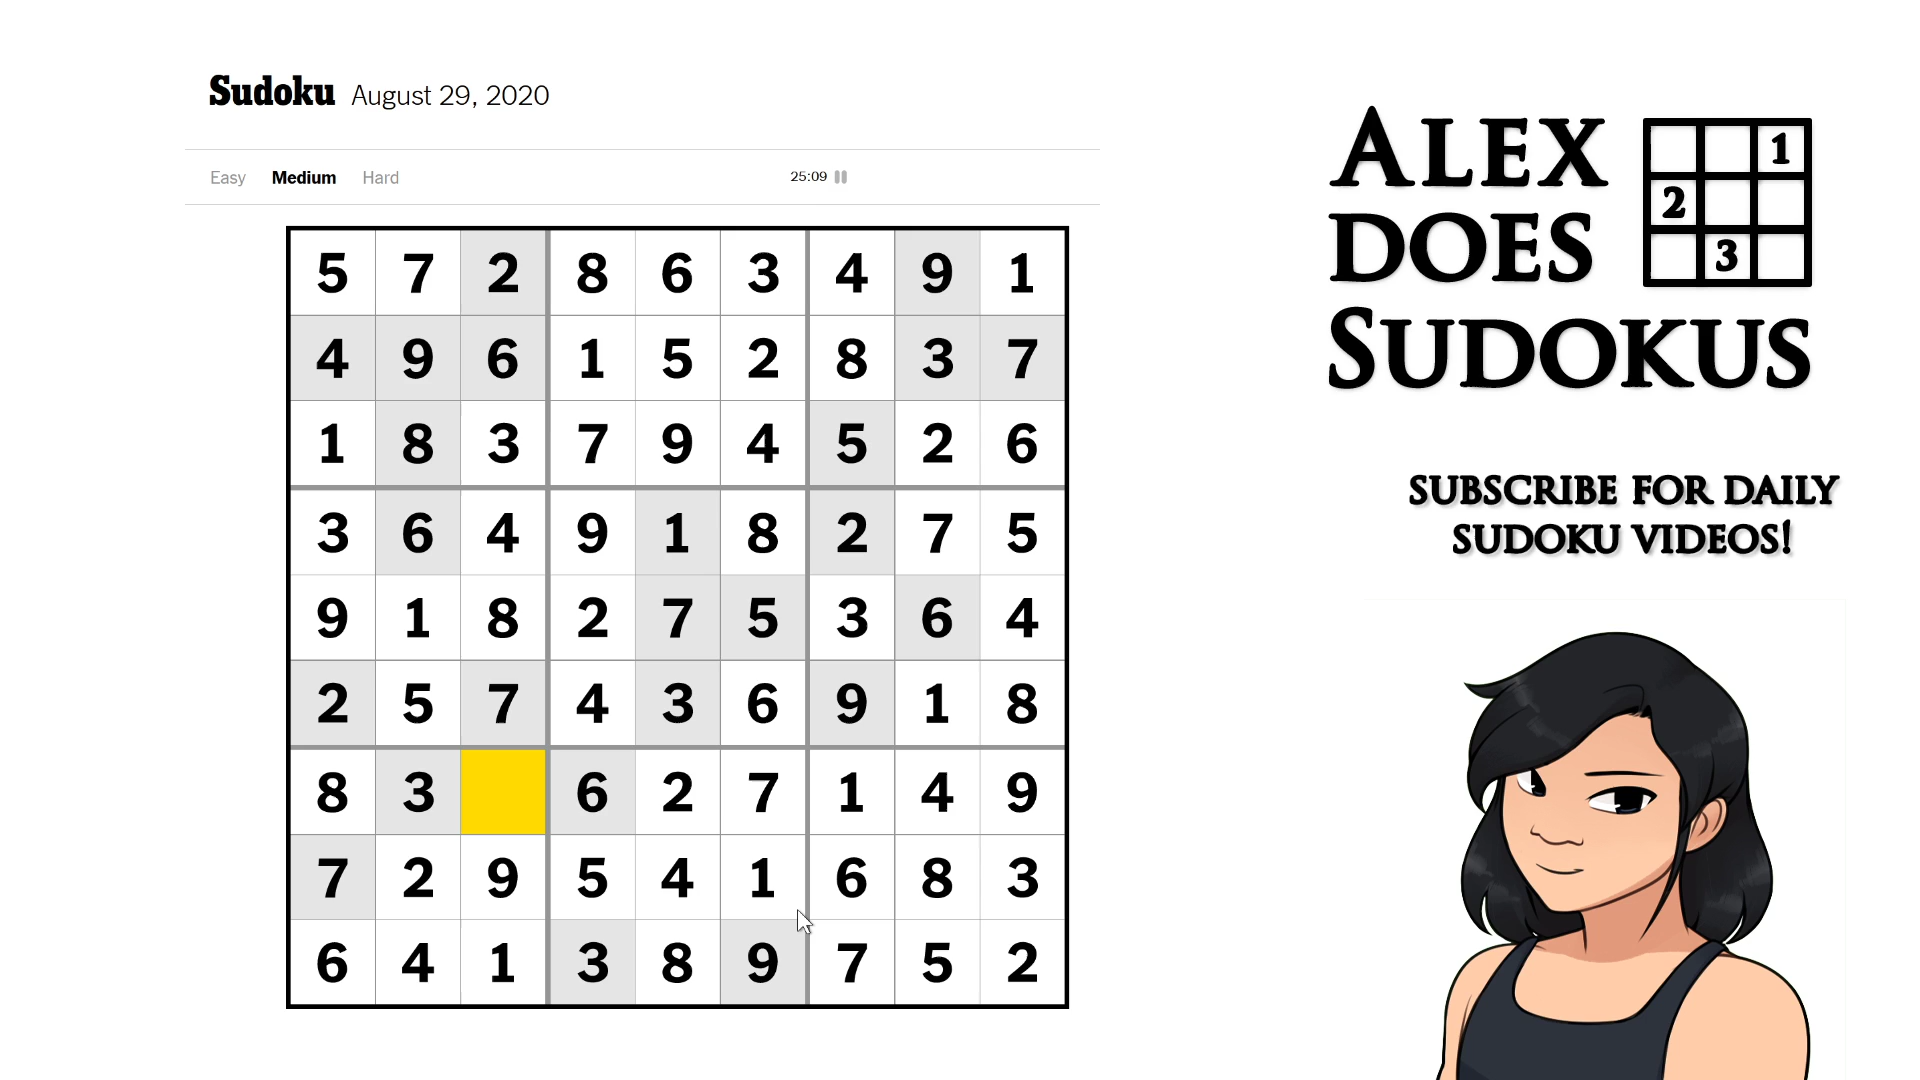 Sudoku August 29, 2020
Easy Medium Hard 25:09
5 7 2 8 6 3 4 9 1
4 9 6 1 5 2 8 3 7
1 8 3 7 9 4 5 2 6
3 6 4 9 1 8 2 7 5
9 1 8 2 7 5 3 6 4
2 5 7 4 3 6 9 1 8
8 3 6 2 7 1 4 9
7 2 9 5 4 1 6 8 3
6 4 1 3 8 9 7 5 2
ALEX
DOES
SUDOKUS
1
2
3
SUBSCRIBE FOR DAILY
SUDOKU VIDEOS!